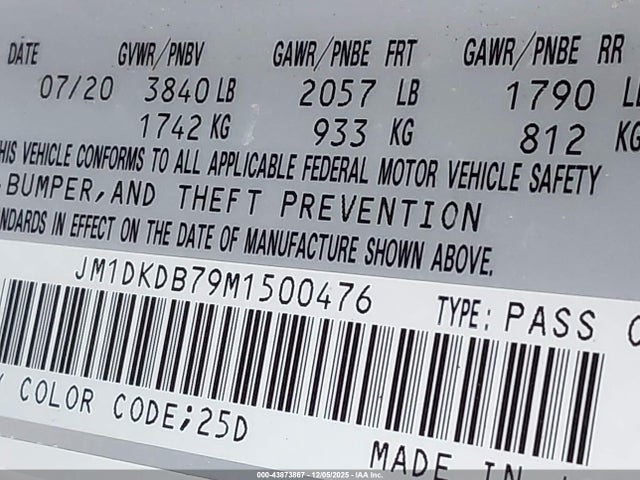 DATE GVWR/PNBV GAWR/PNBE FRT GAWR/PNBE RR
07/20 3840 LB 2057 LB 1790
1742 KG 933 KG 812 KG
THIS VEHICLE CONFORMS TO ALL APPLICABLE FEDERAL MOTOR VEHICLE SAFETY
BUMPER, AND THEFT PREVENTION
STANDARDS IN EFFECT ON THE DATE OF MANUFACTURE SHOWN ABOVE.
JM1DKDB79M1500476 TYPE: PASS
COLOR CODE;25D
MADE IN
000-43873867 - 12/05/2025 - IAA Inc.